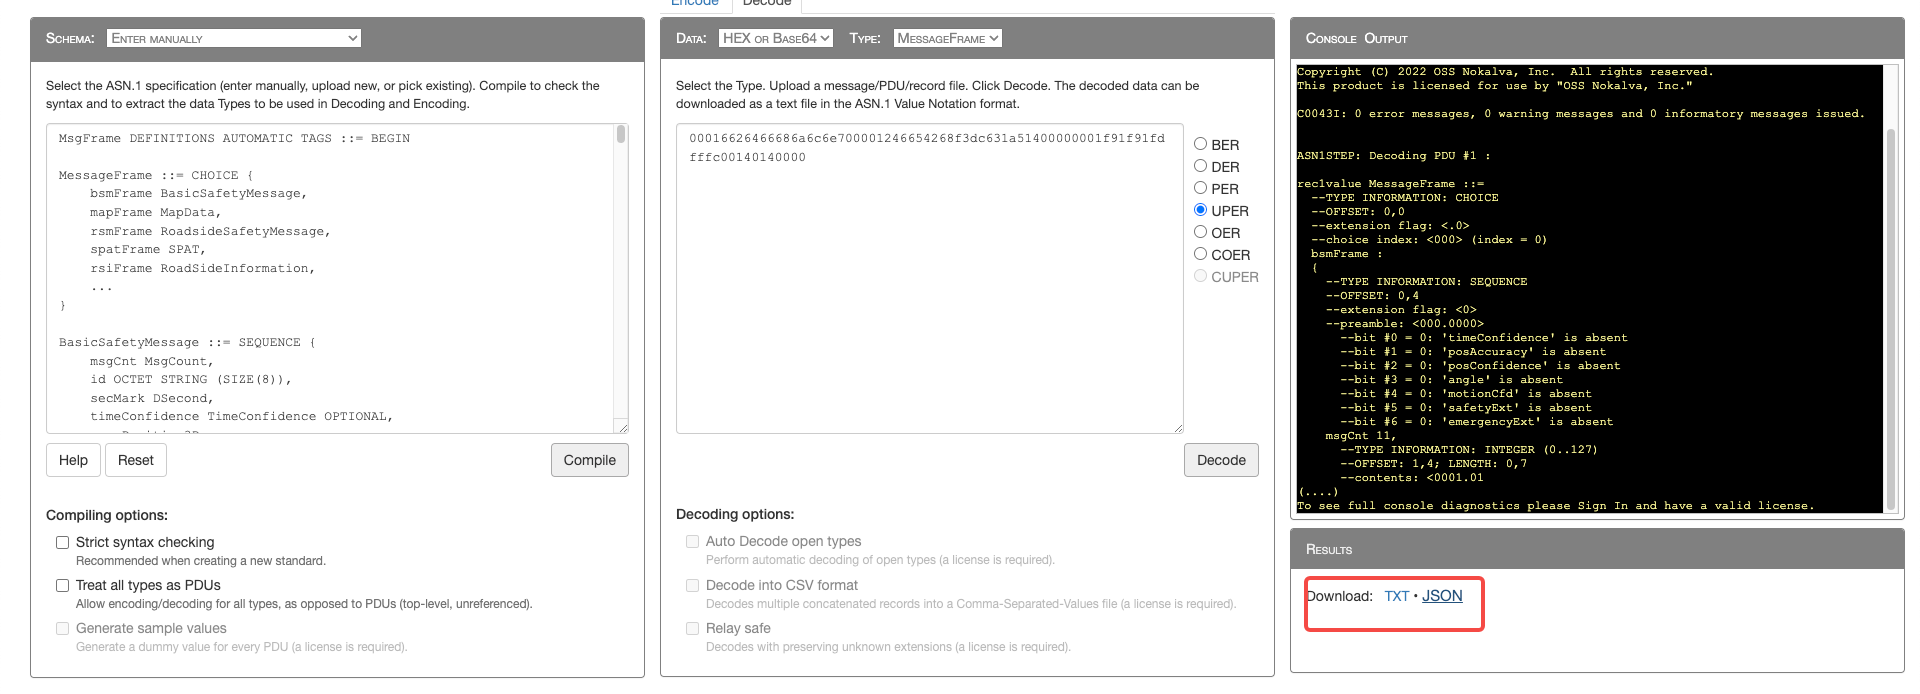 Encode Decode
SCHEMA: ENTER MANUALLY
Select the ASN.1 specification (enter manually, upload new, or pick existing). Compile to check the
syntax and to extract the data Types to be used in Decoding and Encoding.
MsgFrame DEFINITIONS AUTOMATIC TAGS ::= BEGIN
MessageFrame ::= CHOICE {
bsmFrame BasicSafetyMessage,
mapFrame MapData,
rsmFrame RoadsideSafetyMessage,
spatFrame SPAT,
rsiFrame RoadSideInformation,
...
}
BasicSafetyMessage ::= SEQUENCE {
msgCnt MsgCount,
id OCTET STRING (SIZE(8)),
secMark DSecond,
timeConfidence TimeConfidence OPTIONAL,
Help Reset Compile
Compiling options:
Strict syntax checking
Recommended when creating a new standard.
Treat all types as PDUs
Allow encoding/decoding for all types, as opposed to PDUs (top-level, unreferenced).
Generate sample values
Generate a dummy value for every PDU (a license is required).
DATA: HEX OR BASE64 TYPE: MESSAGEFRAME
Select the Type. Upload a message/PDU/record file. Click Decode. The decoded data can be
downloaded as a text file in the ASN.1 Value Notation format.
00016626466686a6c6e700001246654268f3dc631a51400000001f91f91fd
fffc00140140000
BER
DER
PER
UPER
OER
COER
CUPER
Decode
Decoding options:
Auto Decode open types
Perform automatic decoding of open types (a license is required).
Decode into CSV format
Decodes multiple concatenated records into a Comma-Separated-Values file (a license is required).
Relay safe
Decodes with preserving unknown extensions (a license is required).
CONSOLE OUTPUT
Copyright (C) 2022 OSS Nokalva, Inc.  All rights reserved.
This product is licensed for use by "OSS Nokalva, Inc."
C0043I: 0 error messages, 0 warning messages and 0 informatory messages issued.
ASN1STEP: Decoding PDU #1 :
rec1value MessageFrame ::=
--TYPE INFORMATION: CHOICE
--OFFSET: 0,0
--extension flag: <.0>
--choice index: <000> (index = 0)
bsmFrame :
{
--TYPE INFORMATION: SEQUENCE
--OFFSET: 0,4
--extension flag: <0>
--preamble: <000.0000>
--bit #0 = 0: 'timeConfidence' is absent
--bit #1 = 0: 'posAccuracy' is absent
--bit #2 = 0: 'posConfidence' is absent
--bit #3 = 0: 'angle' is absent
--bit #4 = 0: 'motionCfd' is absent
--bit #5 = 0: 'safetyExt' is absent
--bit #6 = 0: 'emergencyExt' is absent
msgCnt 11,
--TYPE INFORMATION: INTEGER (0..127)
--OFFSET: 1,4; LENGTH: 0,7
--contents: <0001.01
(....)
To see full console diagnostics please Sign In and have a valid license.
RESULTS
Download: TXT • JSON